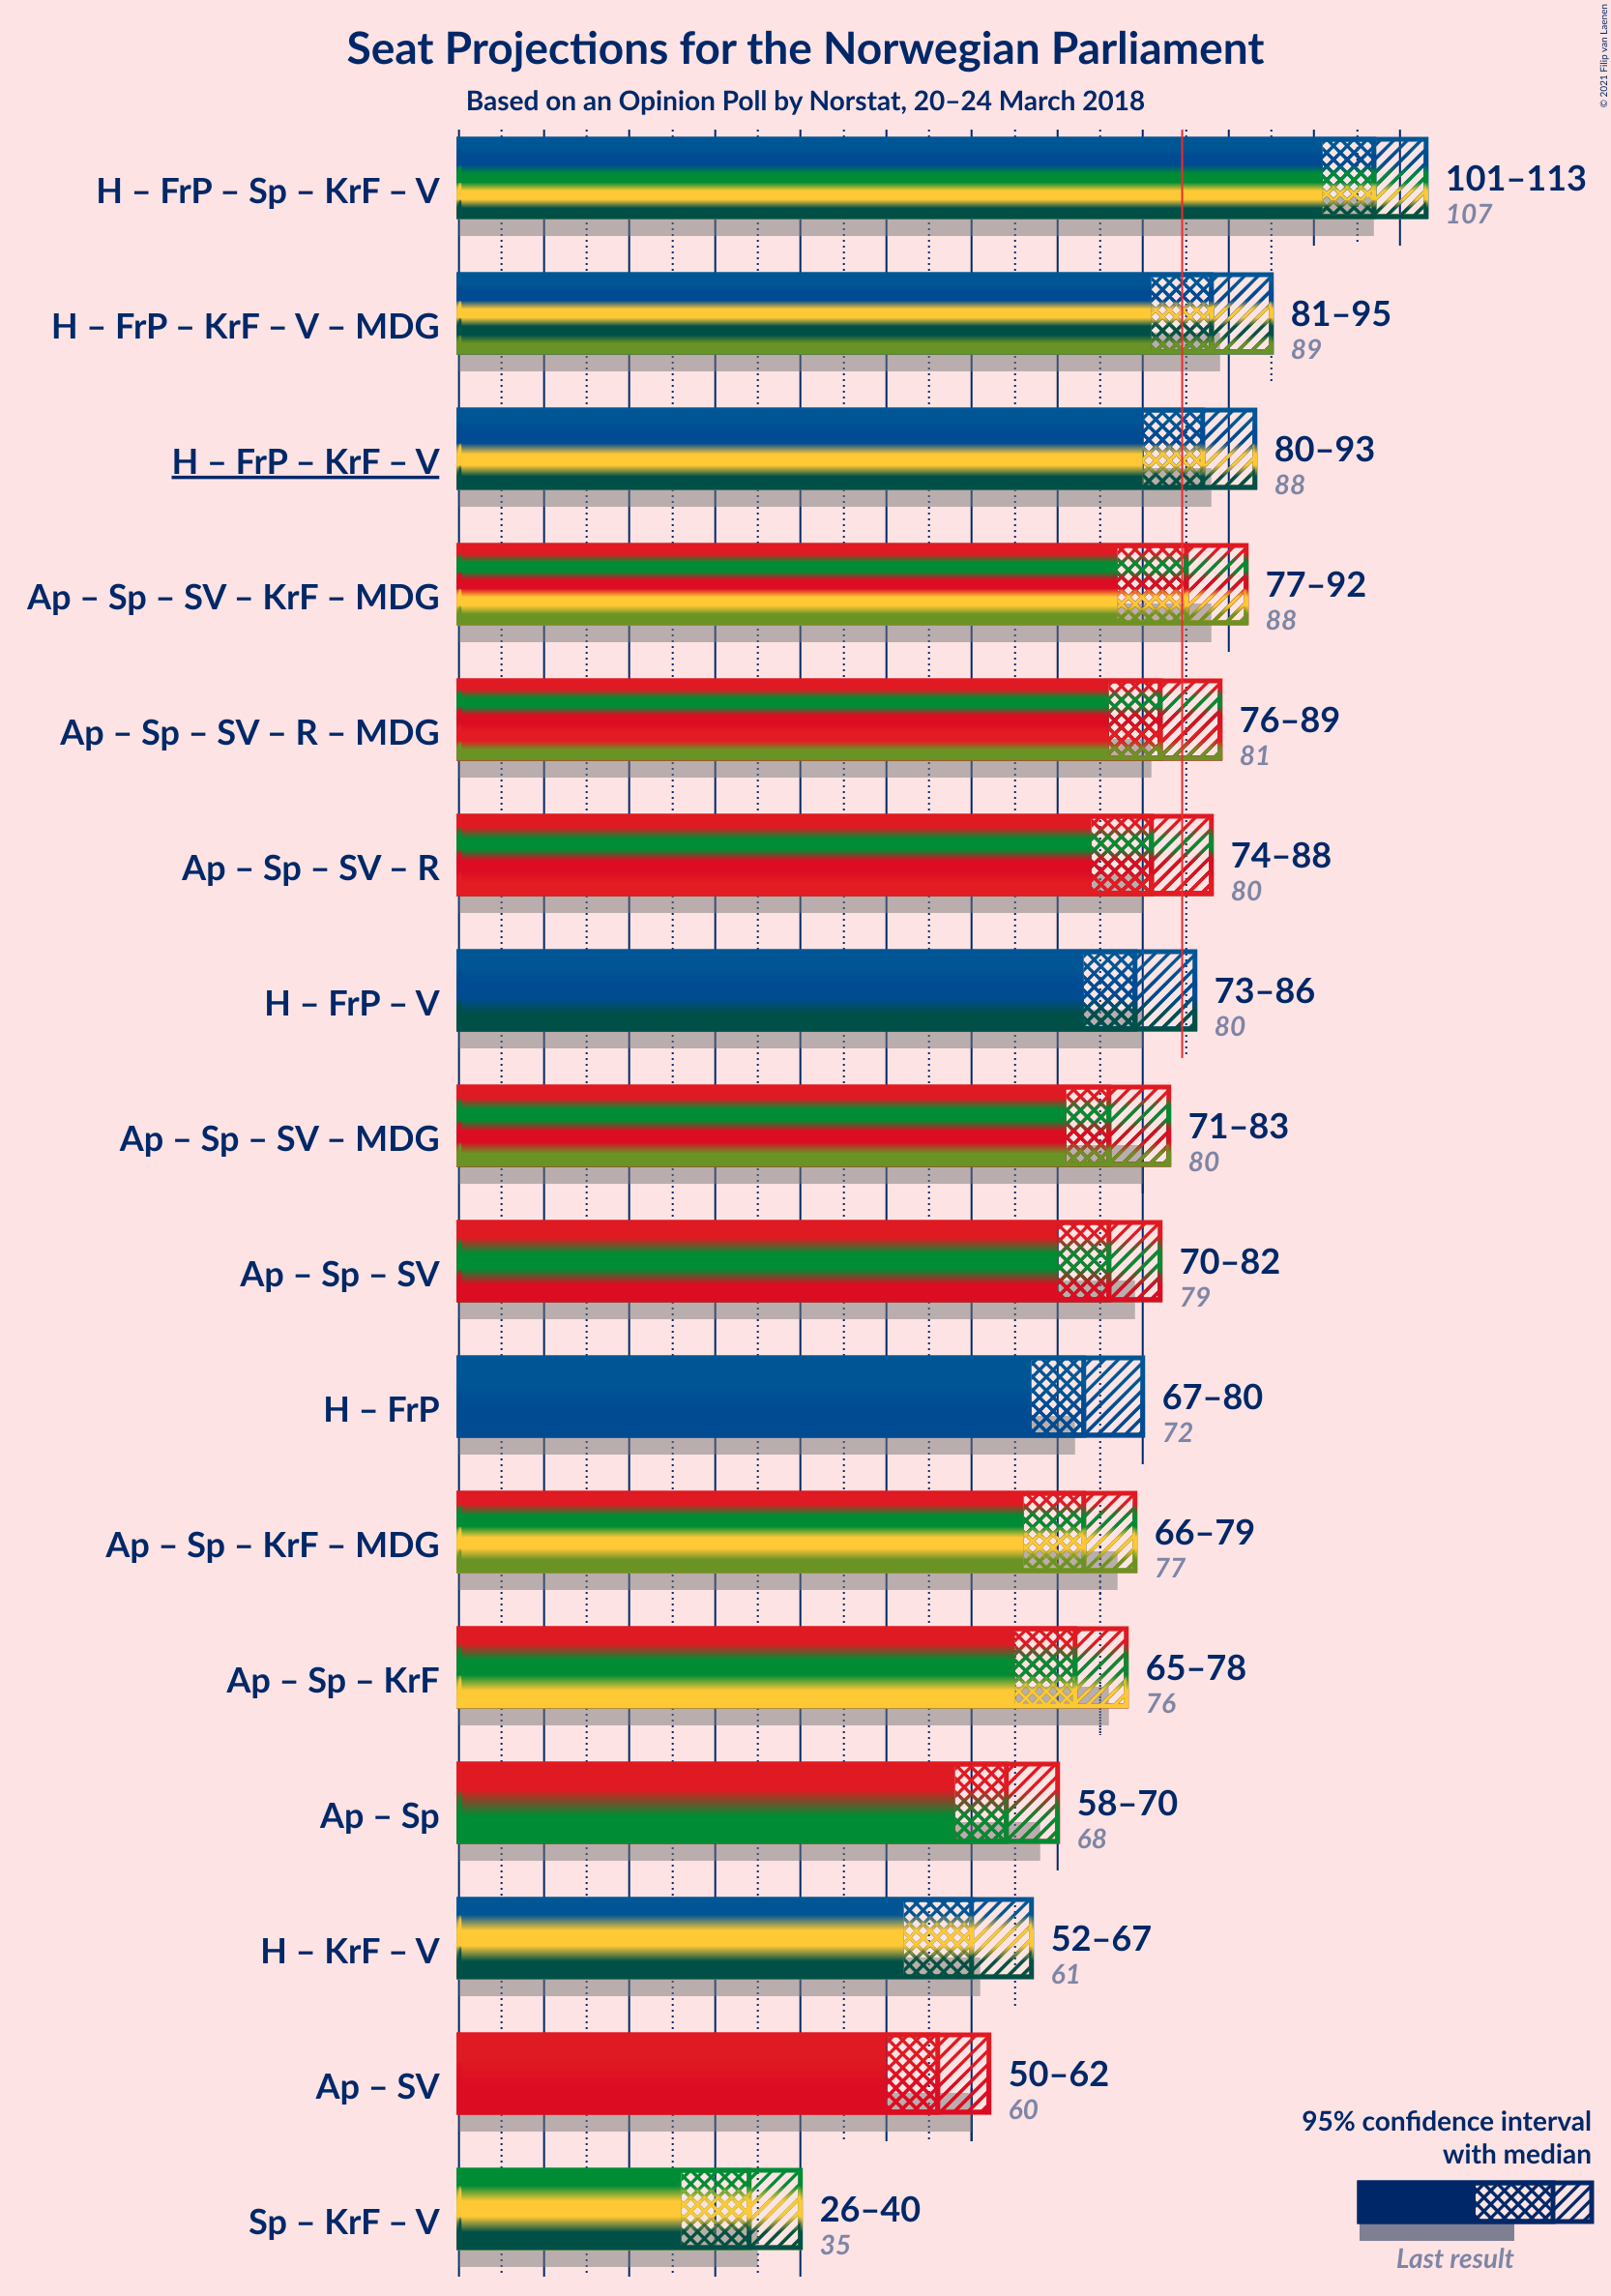 Seat Projections for the Norwegian Parliament
Based on an Opinion Poll by Norstat, 20–24 March 2018
© 2021 Filip van Laenen
H – FrP – Sp – KrF – V
101–113
107
H – FrP – KrF – V – MDG
81–95
89
H – FrP – KrF – V
80–93
88
Ap – Sp – SV – KrF – MDG
77–92
88
Ap – Sp – SV – R – MDG
76–89
81
Ap – Sp – SV – R
74–88
80
H – FrP – V
73–86
80
Ap – Sp – SV – MDG
71–83
80
Ap – Sp – SV
70–82
79
H – FrP
67–80
72
Ap – Sp – KrF – MDG
66–79
77
Ap – Sp – KrF
65–78
76
Ap – Sp
58–70
68
H – KrF – V
52–67
61
Ap – SV
50–62
60
Sp – KrF – V
26–40
35
95% confidence interval
with median
Last result